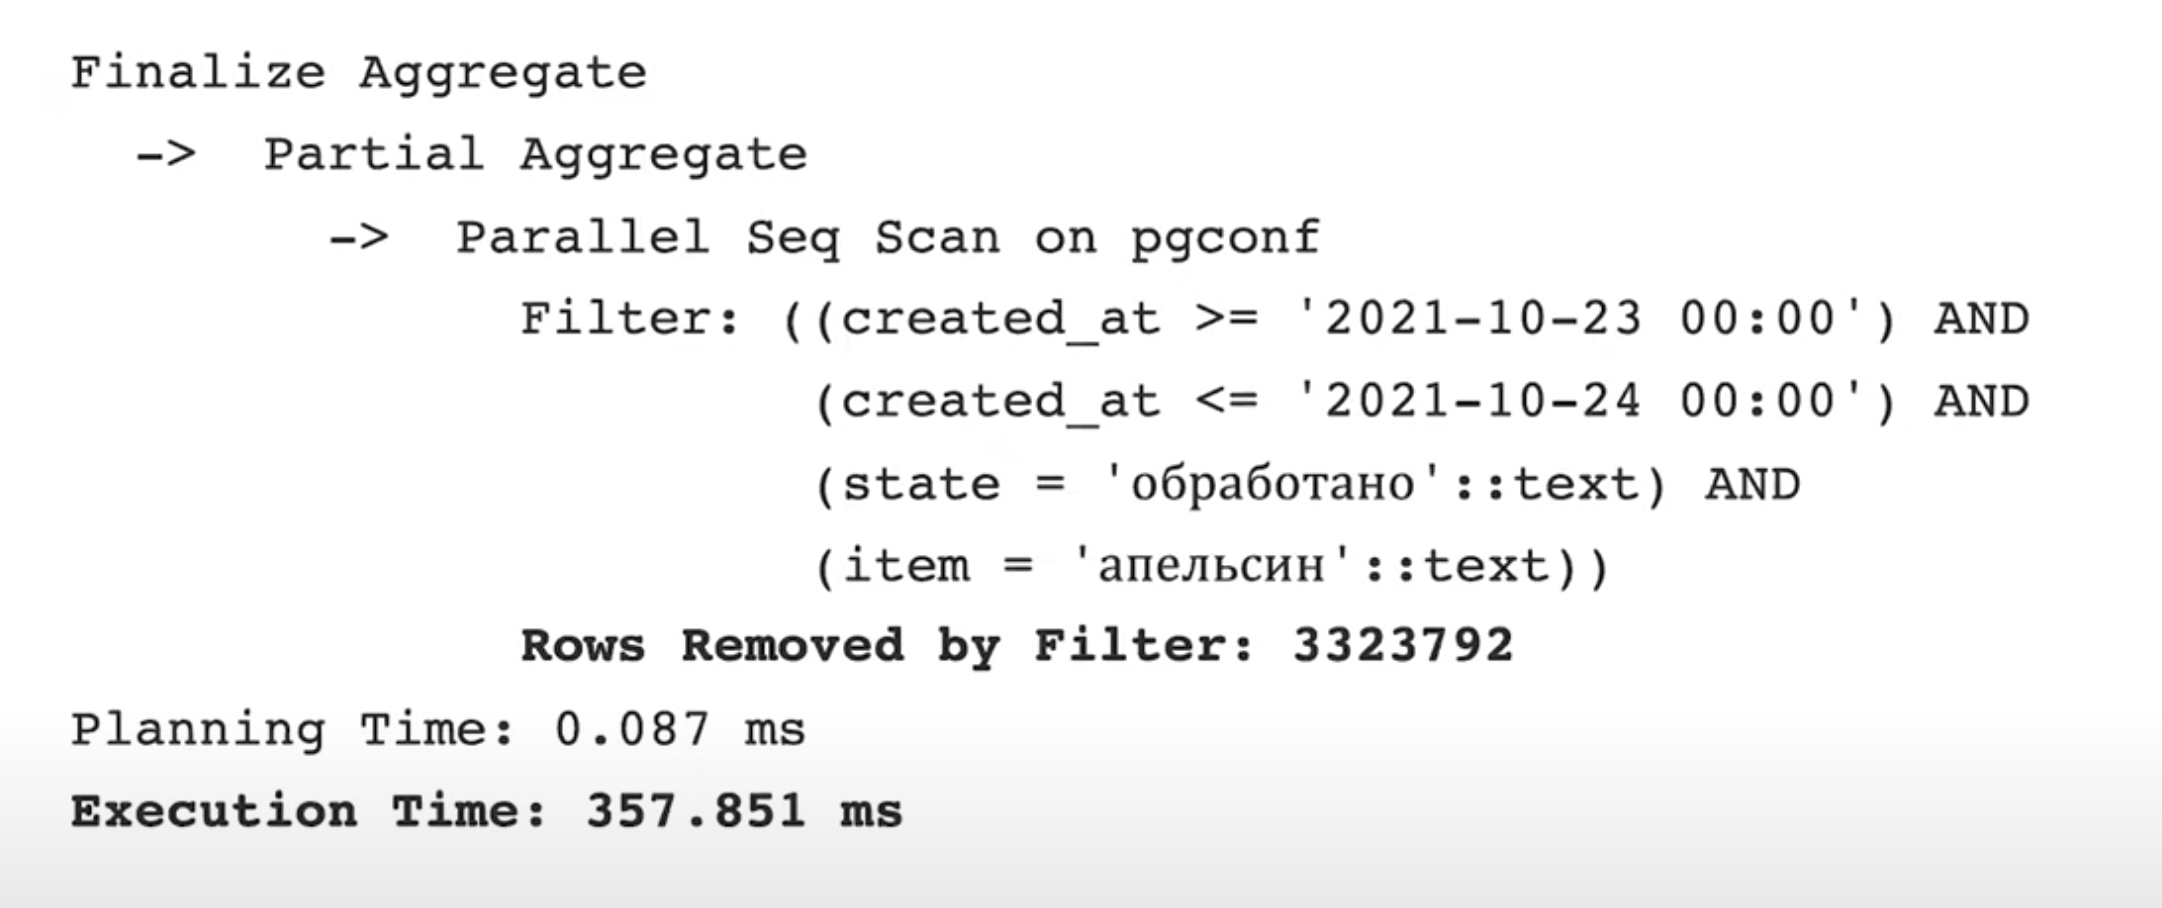 Finalize Aggregate
->  Partial Aggregate
->  Parallel Seq Scan on pgconf
Filter: ((created_at >= '2021-10-23 00:00') AND
(created_at <= '2021-10-24 00:00') AND
(state = 'обработано'::text) AND
(item = 'апельсин'::text))
Rows Removed by Filter: 3323792
Planning Time: 0.087 ms
Execution Time: 357.851 ms